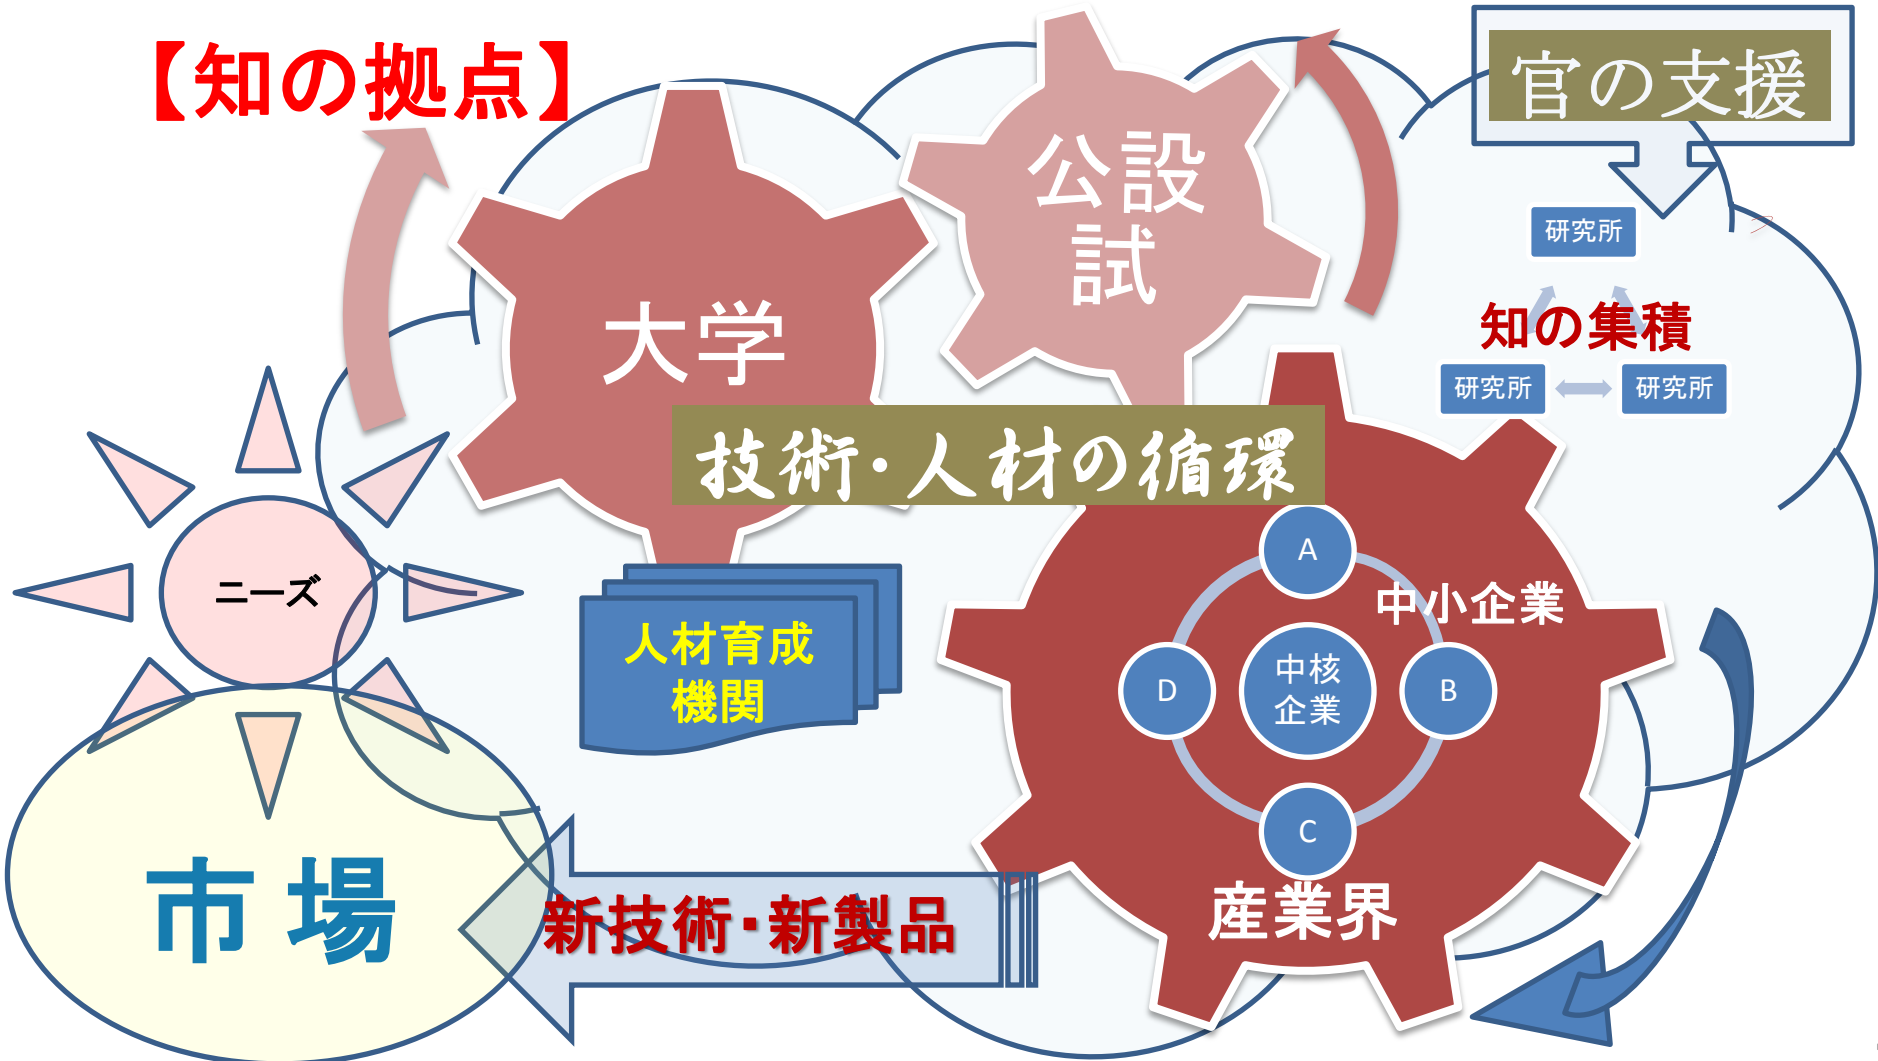 【知の拠点】
官の支援
公設
試
大学
研究所
知の集積
研究所
研究所
技術・人材の循環
ニーズ
人材育成
機関
A
中小企業
中核
企業
D
B
C
産業界
市場
新技術・新製品